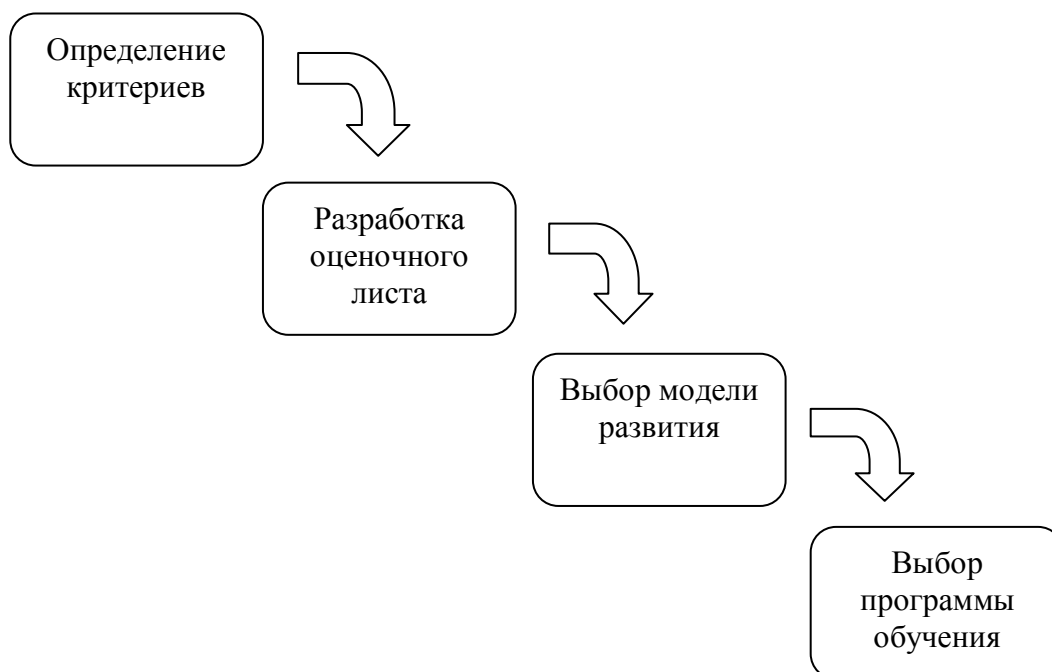 Определение
критериев
Разработка
оценочного
листа
Выбор модели
развития
Выбор
программы
обучения